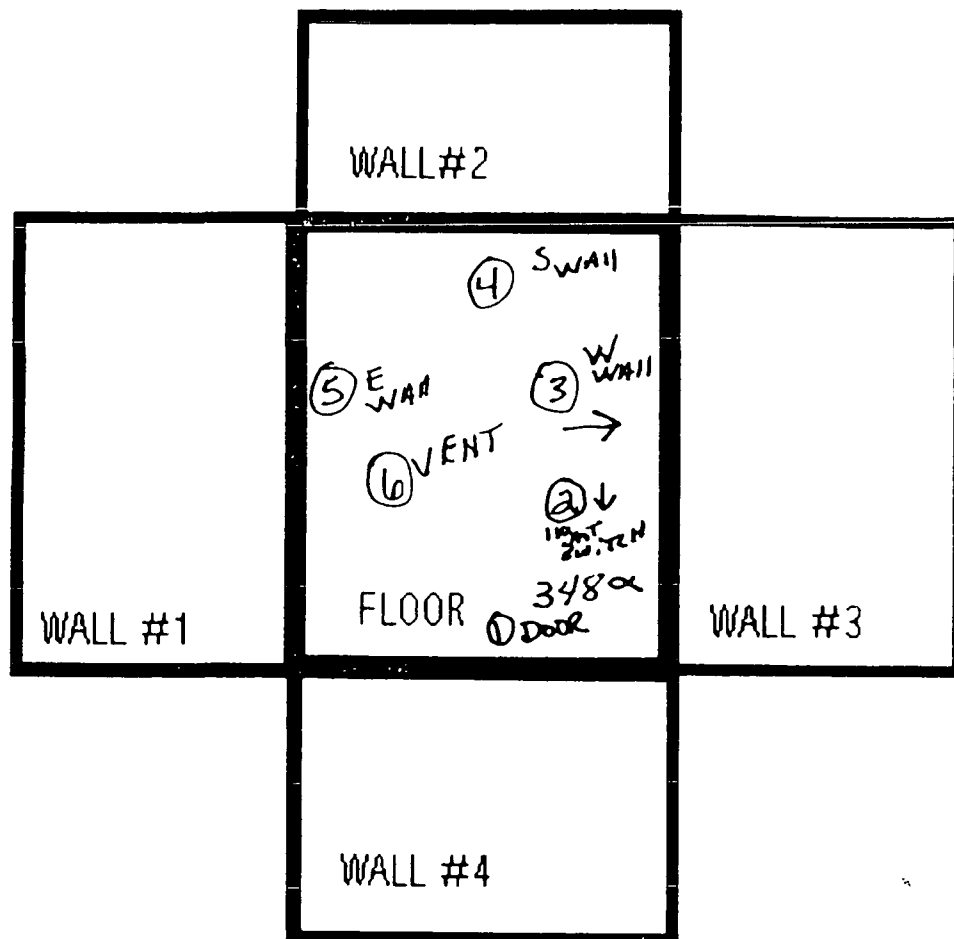 WALL #2
④ S WALL
⑤ E WALL
③ W WALL
→
⑥ VENT
② ↓
light switch
348 α
FLOOR
① DOOR
WALL #1
WALL #3
WALL #4